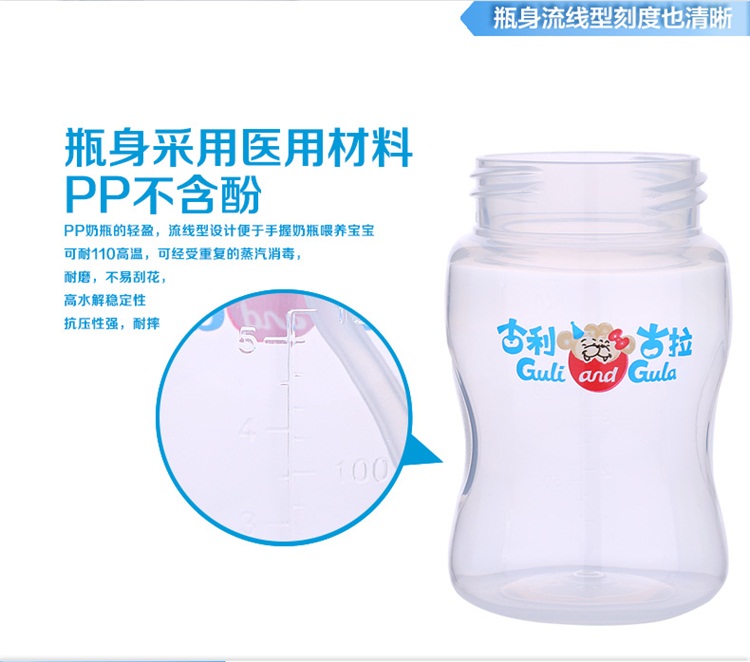 瓶身流线型刻度也清晰
瓶身采用医用材料
PP不含酚
PP奶瓶的轻盈，流线型设计便于手握奶瓶喂养宝宝
可耐110高温，可经受重复的蒸汽消毒，
耐磨，不易刮花，
高水解稳定性
抗压性强，耐摔
古利 古拉
Guli and Gula
and
5
4
100
3